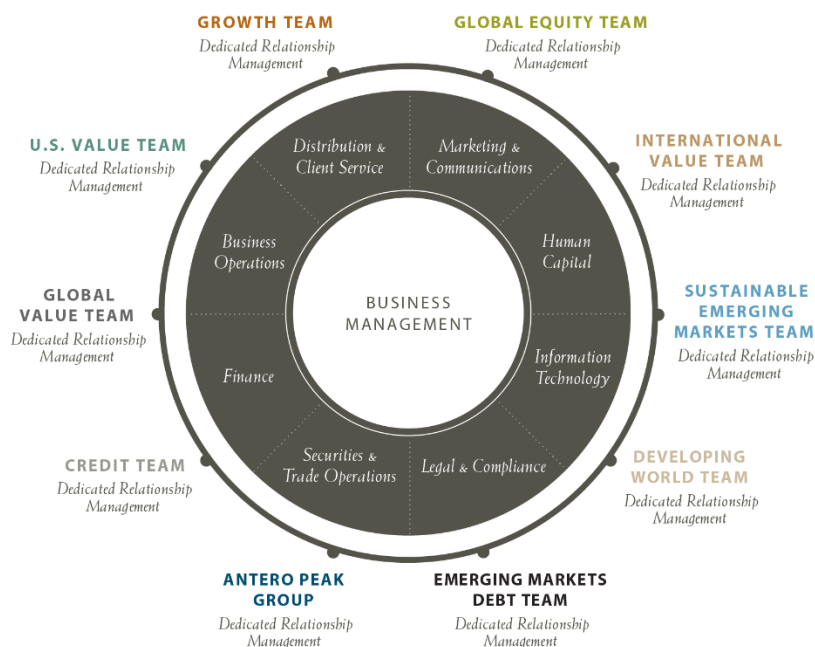 GROWTH TEAM
Dedicated Relationship
Management
GLOBAL EQUITY TEAM
Dedicated Relationship
Management
U.S. VALUE TEAM
Dedicated Relationship
Management
INTERNATIONAL
VALUE TEAM
Dedicated Relationship
Management
GLOBAL
VALUE TEAM
Dedicated Relationship
Management
SUSTAINABLE
EMERGING
MARKETS TEAM
Dedicated Relationship
Management
CREDIT TEAM
Dedicated Relationship
Management
DEVELOPING
WORLD TEAM
Dedicated Relationship
Management
ANTERO PEAK
GROUP
Dedicated Relationship
Management
EMERGING MARKETS
DEBT TEAM
Dedicated Relationship
Management
Distribution &
Client Service
Marketing &
Communications
Business
Operations
Human
Capital
Finance
Information
Technology
Securities &
Trade Operations
Legal & Compliance
BUSINESS
MANAGEMENT